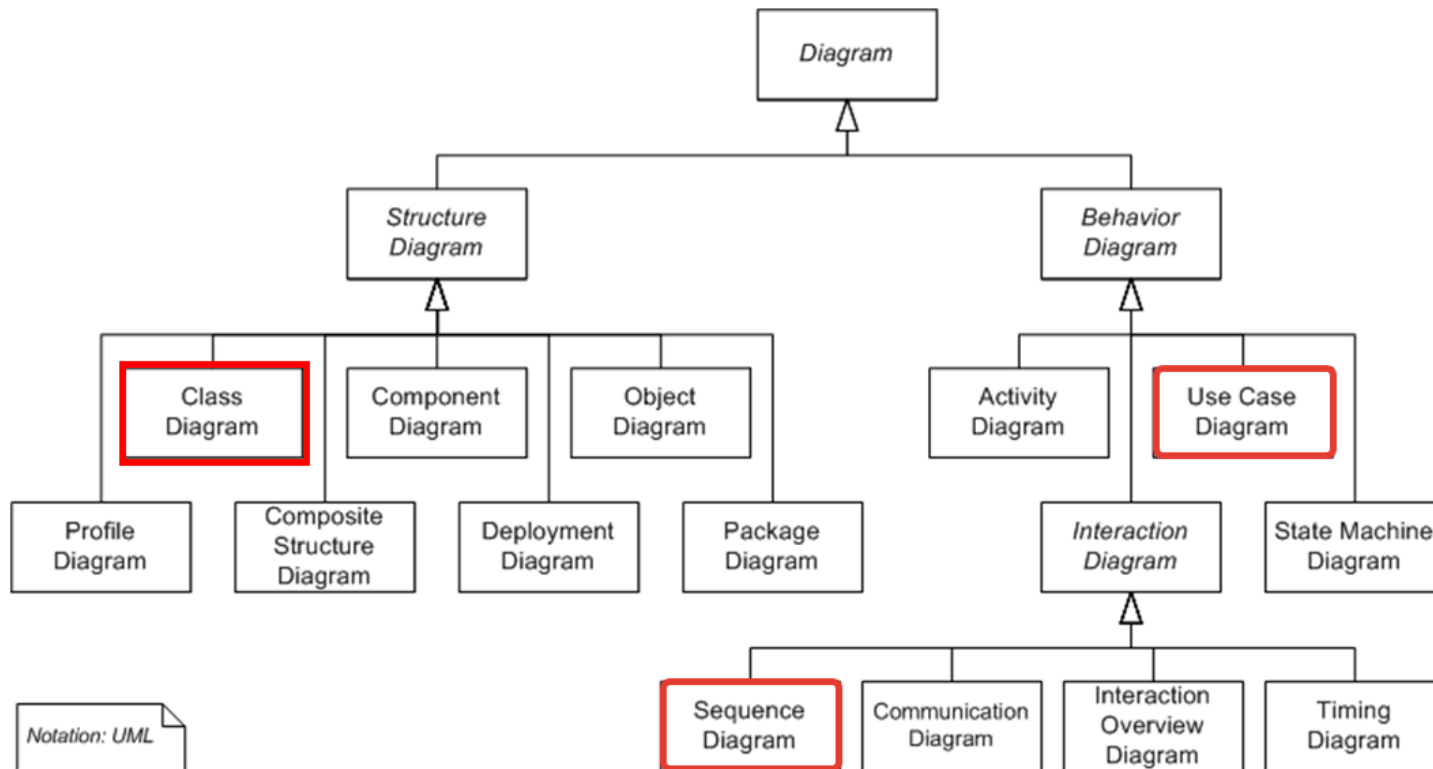 Diagram
Structure
Diagram
Behavior
Diagram
Class
Diagram
Component
Diagram
Object
Diagram
Activity
Diagram
Use Case
Diagram
Profile
Diagram
Composite
Structure
Diagram
Deployment
Diagram
Package
Diagram
Interaction
Diagram
State Machine
Diagram
Sequence
Diagram
Communication
Diagram
Interaction
Overview
Diagram
Timing
Diagram
Notation: UML